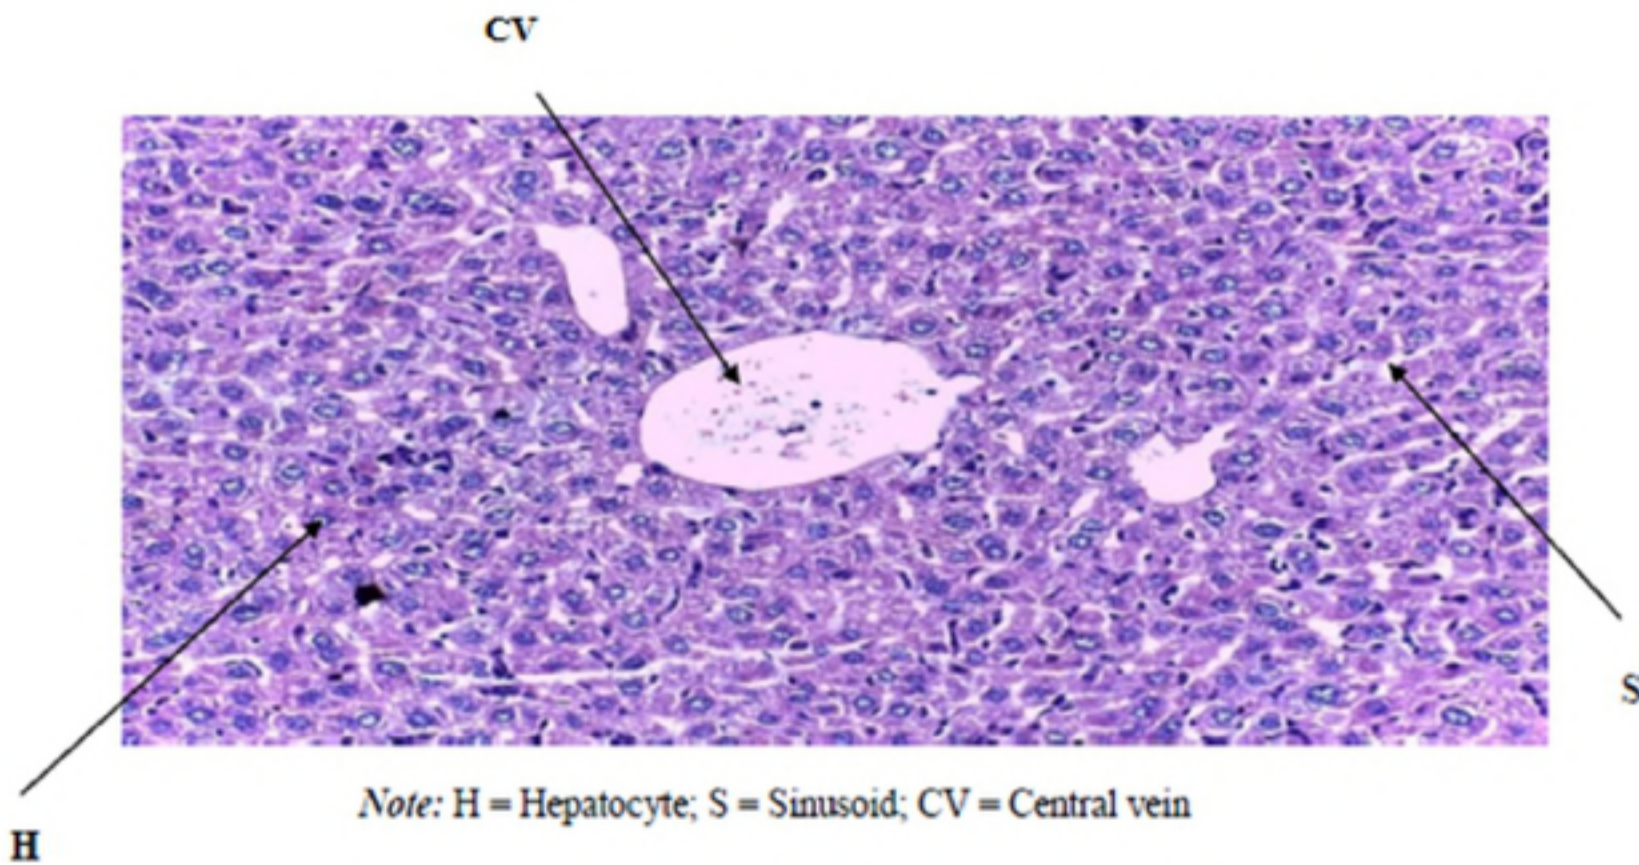 CV
S
Note: H = Hepatocyte; S = Sinusoid; CV = Central vein
H